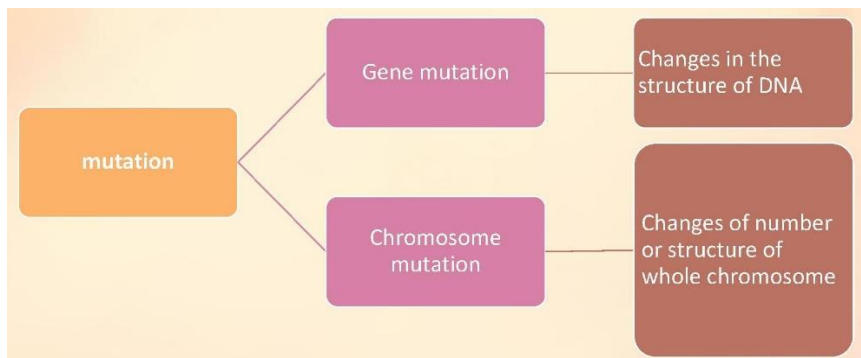 mutation
Gene mutation
Changes in the
structure of DNA
Chromosome
mutation
Changes of number
or structure of
whole chromosome